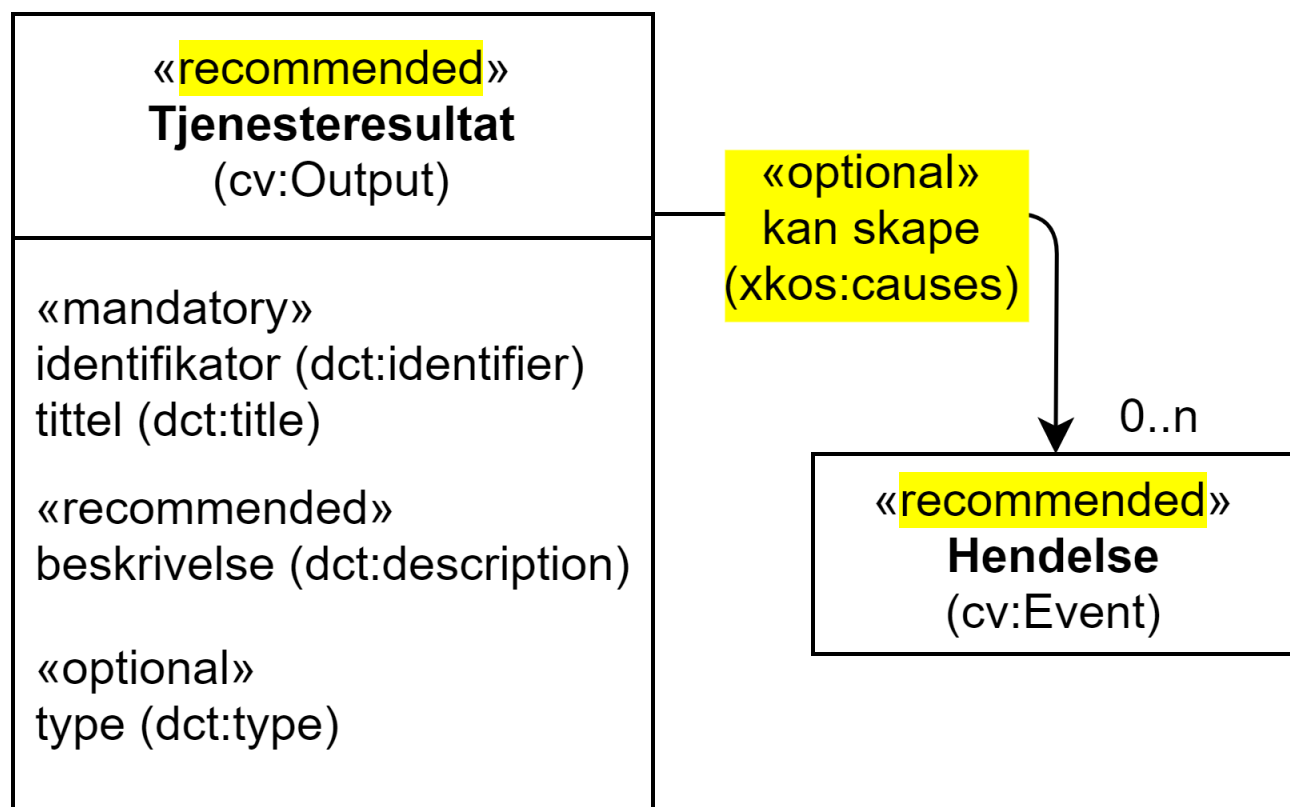 «recommended»
Tjenesteresultat
(cv:Output)
«mandatory»
identifikator (dct:identifier)
tittel (dct:title)
«recommended»
beskrivelse (dct:description)
«optional»
type (dct:type)
«optional»
kan skape
(xkos:causes)
0..n
«recommended»
Hendelse
(cv:Event)